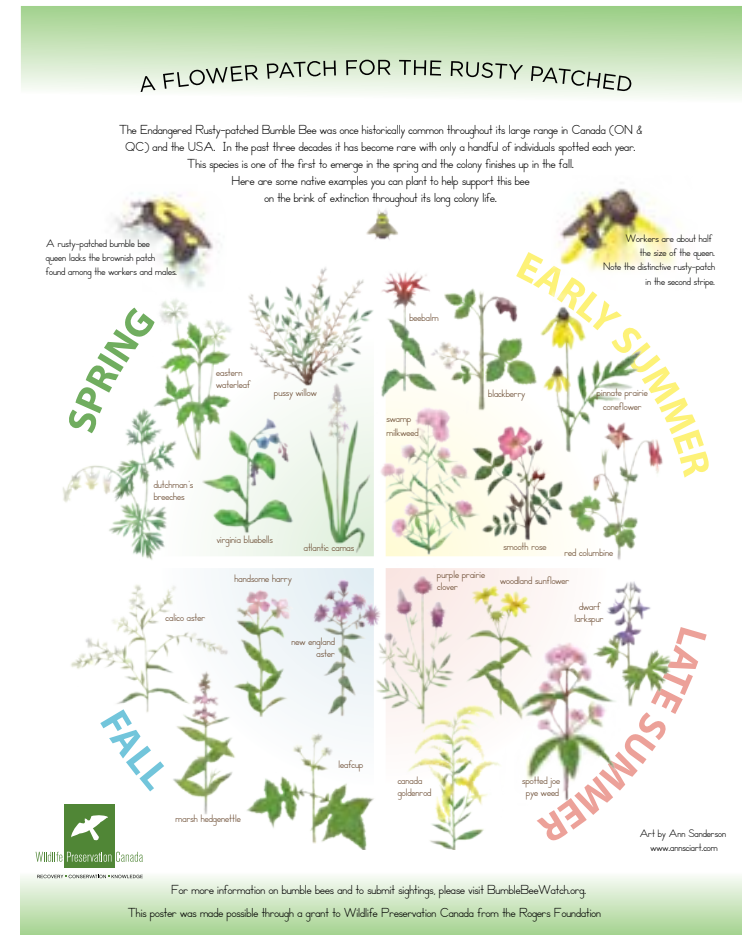 A FLOWER PATCH FOR THE RUSTY PATCHED
The Endangered Rusty-patched Bumble Bee was once historically common throughout its large range in Canada (ON &
QC) and the USA. In the past three decades it has become rare with only a handful of individuals spotted each year.
This species is one of the first to emerge in the spring and the colony finishes up in the fall.
Here are some native examples you can plant to help support this bee
on the brink of extinction throughout its long colony life.
A rusty-patched bumble bee
queen lacks the brownish patch
found among the workers and males.
Workers are about half
the size of the queen.
Note the distinctive rusty-patch
in the second stripe.
SPRING
eastern
waterleaf
pussy willow
dutchman's
breeches
virginia bluebells
atlantic camas
EARLY SUMMER
beebalm
blackberry
pinnate prairie
coneflower
swamp
milkweed
smooth rose
red columbine
FALL
calico aster
handsome harry
new england
aster
marsh hedgenettle
leafcup
LATE SUMMER
purple prairie
clover
woodland sunflower
dwarf
larkspur
canada
goldenrod
spotted joe
pye weed
Wildlife Preservation Canada
RECOVERY • CONSERVATION • KNOWLEDGE
Art by Ann Sanderson
www.annsciart.com
For more information on bumble bees and to submit sightings, please visit BumbleBeeWatch.org.
This poster was made possible through a grant to Wildlife Preservation Canada from the Rogers Foundation